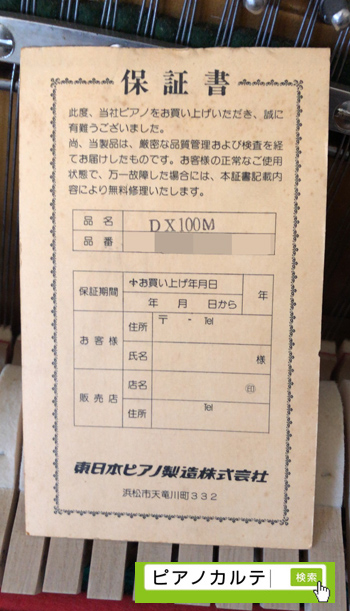 保証書
此度、当社ピアノをお買い上げいただき、誠に
有難うございました。
尚、当製品は、厳密な品質管理および検査を経
てお届けしたものです。お客様の正常なご使用
状態で、万一故障した場合には、本証書記載内
容により無料修理いたします。
品名 DX100M
品番
保証期間 お買い上げ年月日 年 月 日から 年
お客様 住所 〒 - Tel
氏名 様
販売店 店名 ㊞
住所 Tel
東日本ピアノ製造株式会社
浜松市天竜川町332
ピアノカルテ 検索